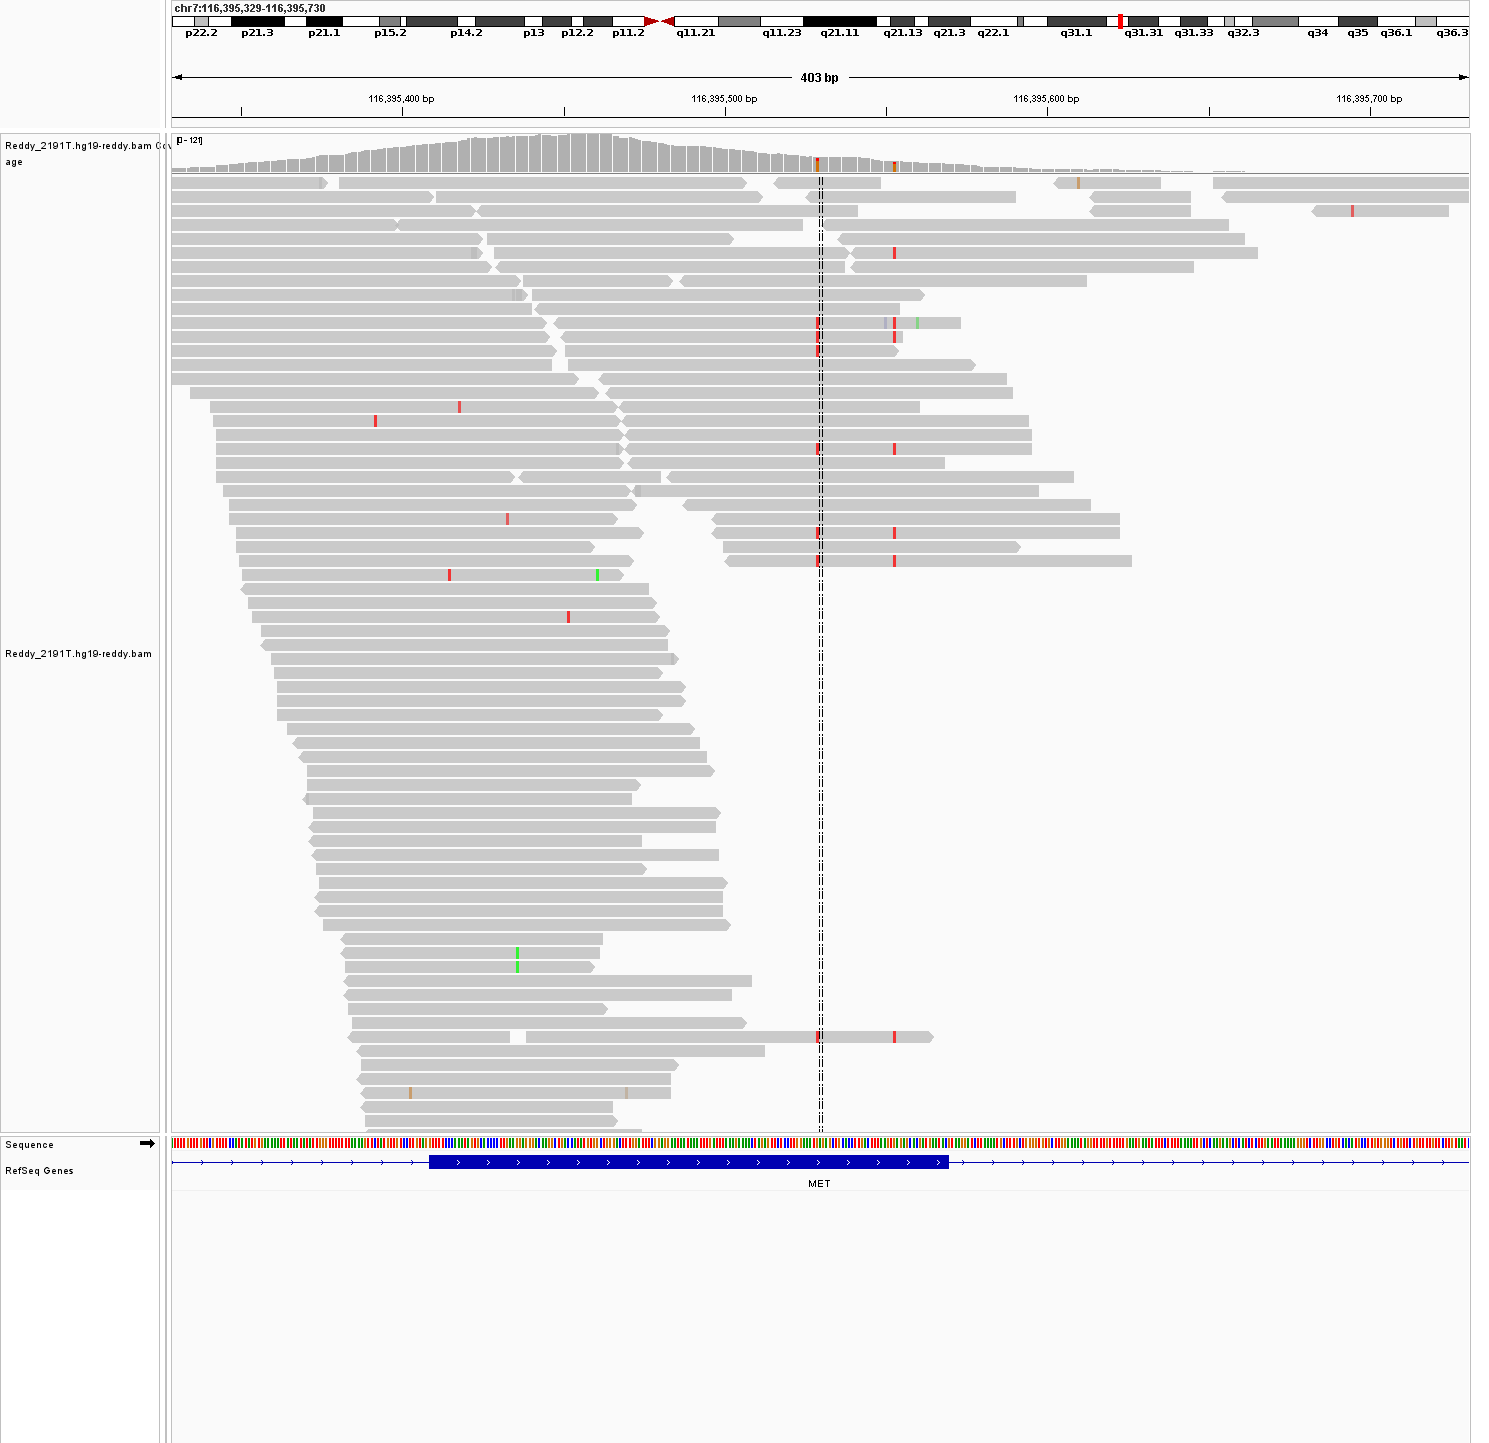 chr7:116,395,329-116,395,730
p22.2 p21.3 p21.1 p15.2 p14.2 p13 p12.2 p11.2 q11.21 q11.23 q21.11 q21.13 q21.3 q22.1 q31.1 q31.31 q31.33 q32.3 q34 q35 q36.1 q36.3
403 bp
116,395,400 bp 116,395,500 bp 116,395,600 bp 116,395,700 bp
Reddy_2191T.hg19-reddy.bam Cov
age
[0 - 121]
Reddy_2191T.hg19-reddy.bam
Sequence
RefSeq Genes
MET